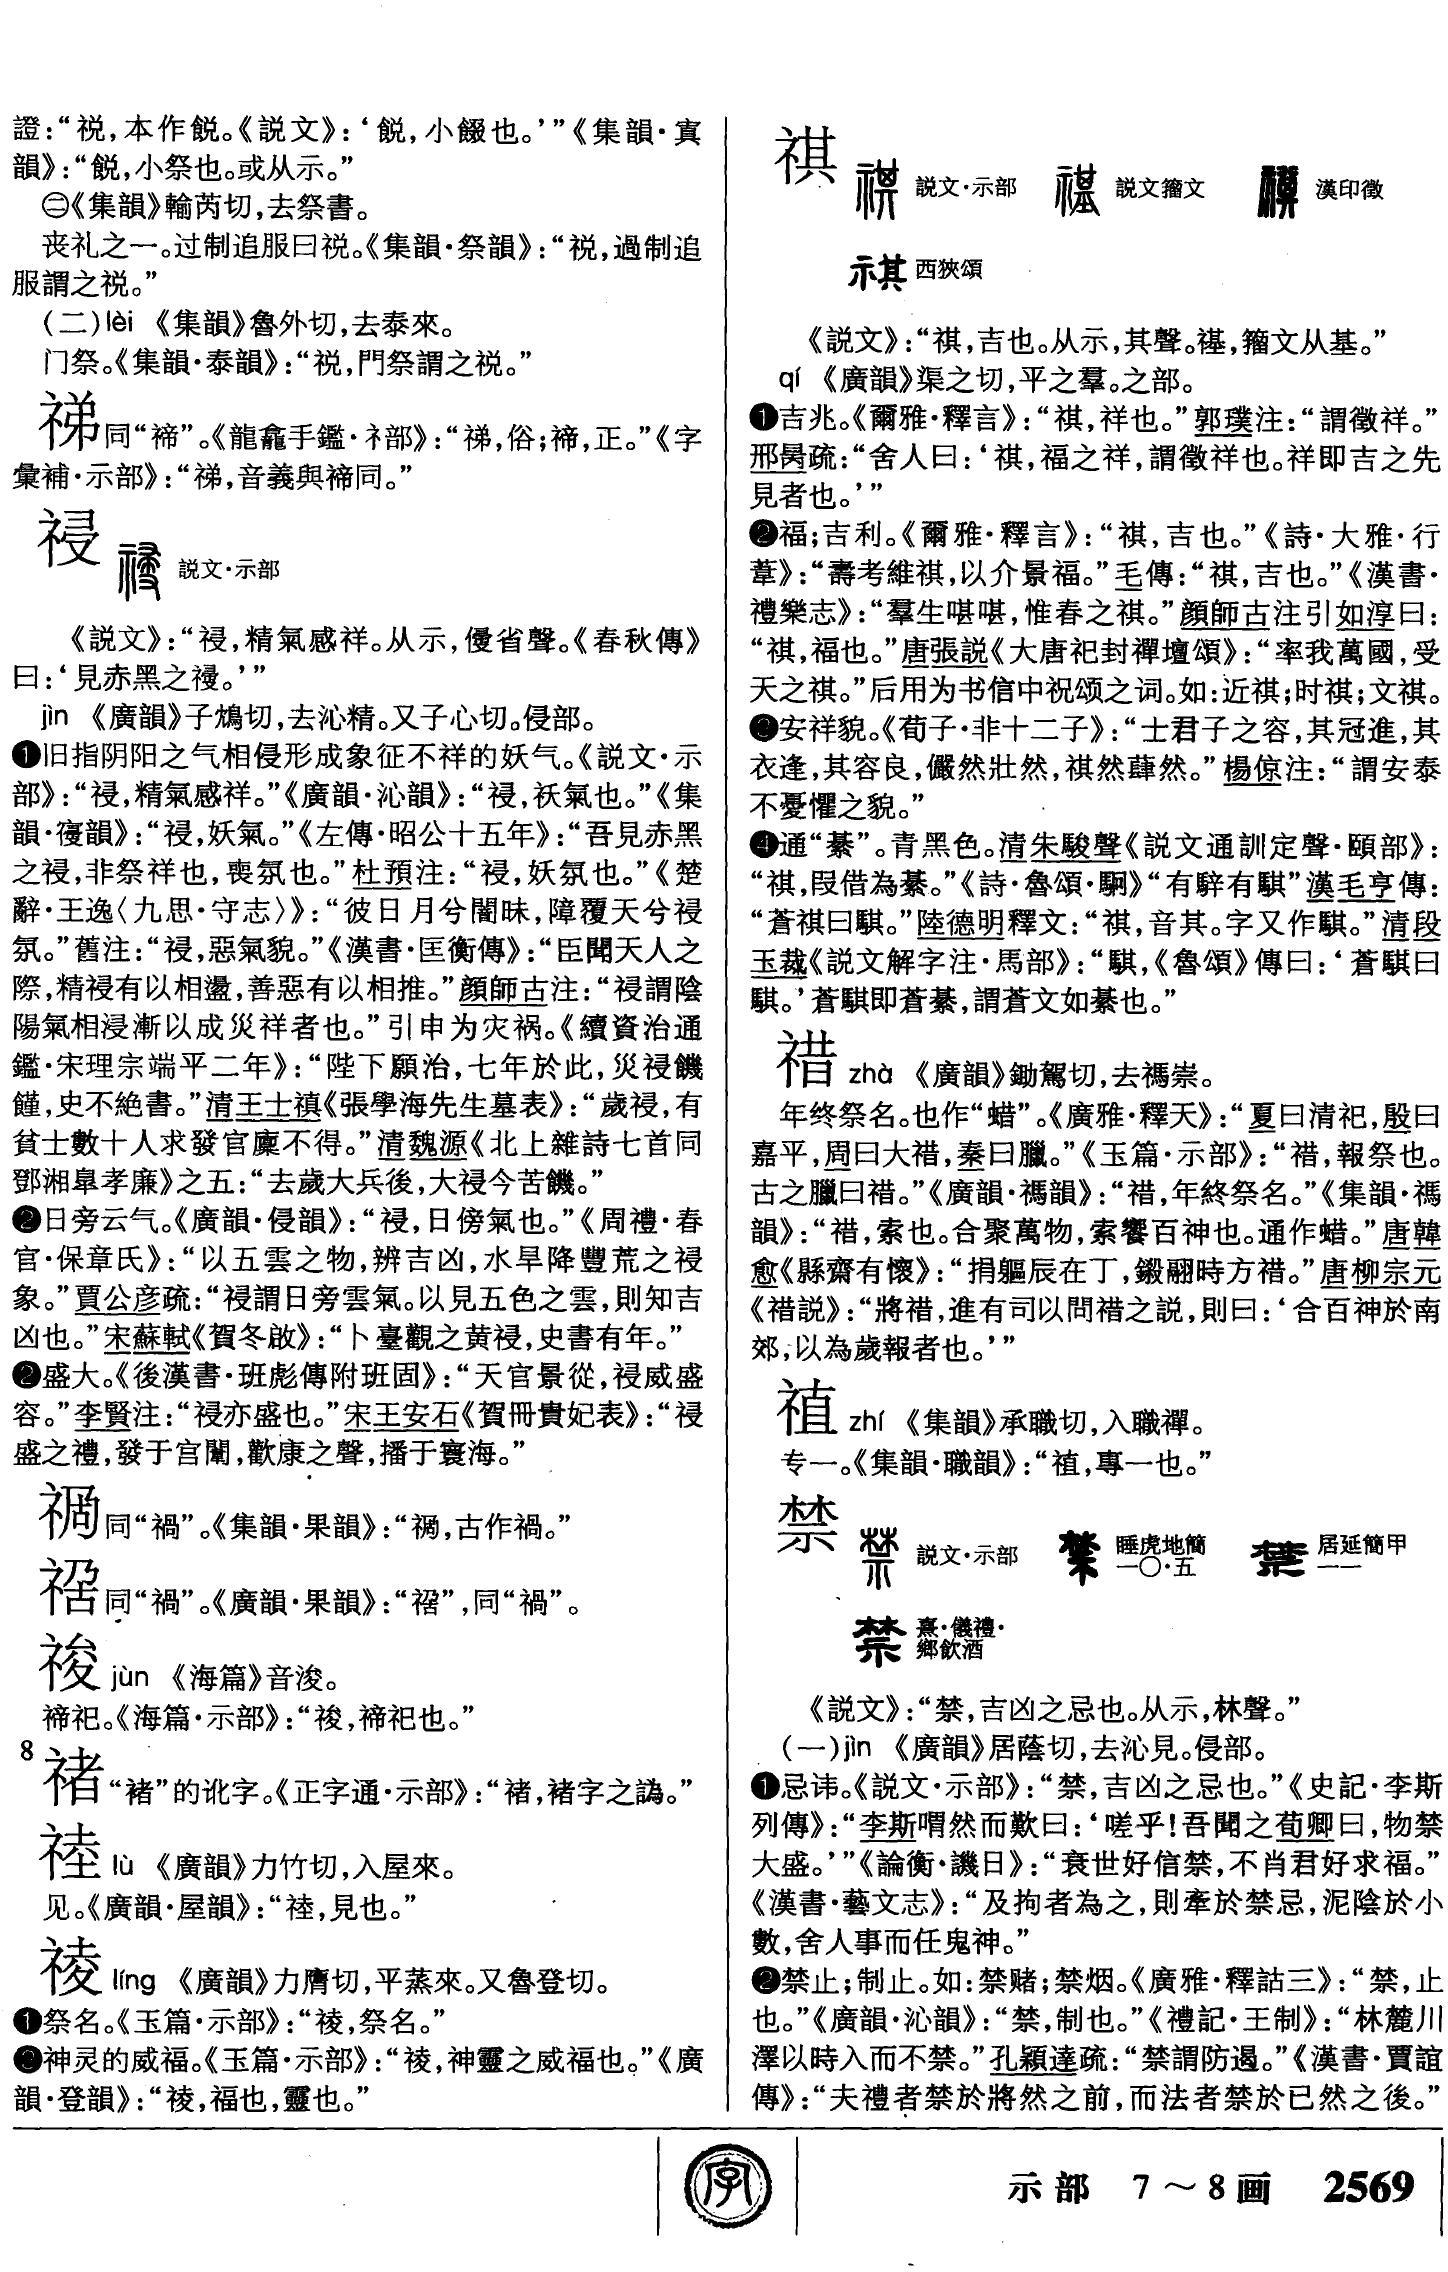 證：“祱，本作餟。《説文》：‘餟，小餟也。’”《集韻·寘
韻》：“餟，小祭也。或从示。”
㊁《集韻》輸芮切，去祭書。
丧礼之一。过制追服曰祱。《集韻·祭韻》：“祱，過制追
服謂之祱。”
（二）lèi 《集韻》魯外切，去泰來。
门祭。《集韻·泰韻》：“祱，門祭謂之祱。”
祶同“禘”。《龍龕手鑑·礻部》：“祶，俗；禘，正。”《字
彙補·示部》：“祶，音義與禘同。”
祲 説文·示部
《説文》：“祲，精氣感祥。从示，𠊶省聲。《春秋傳》
曰：‘見赤黑之祲。’”
jìn 《廣韻》子鴆切，去沁精。又子心切。侵部。
❶旧指阴阳之气相侵形成象征不祥的妖气。《説文·示
部》：“祲，精氣感祥。”《廣韻·沁韻》：“祲，祅氣也。”《集
韻·寑韻》：“祲，妖氣。”《左傳·昭公十五年》：“吾見赤黑
之祲，非祭祥也，喪氛也。”杜預注：“祲，妖氛也。”《楚
辭·王逸〈九思·守志〉》：“彼日月兮闇昧，障覆天兮祲
氛。”舊注：“祲，惡氣貌。”《漢書·匡衡傳》：“臣聞天人之
際，精祲有以相盪，善惡有以相推。”顔師古注：“祲謂陰
陽氣相浸漸以成災祥者也。”引申为灾祸。《續資治通
鑑·宋理宗端平二年》：“陛下願治，七年於此，災祲饑
饉，史不絶書。”清王士禛《張學海先生墓表》：“歲祲，有
貧士數十人求發官廩不得。”清魏源《北上雜詩七首同
鄧湘臯孝廉》之五：“去歲大兵後，大祲今苦饑。”
❷日旁云气。《廣韻·侵韻》：“祲，日傍氣也。”《周禮·春
官·保章氏》：“以五雲之物，辨吉凶，水旱降豐荒之祲
象。”賈公彦疏：“祲謂日旁雲氣。以見五色之雲，則知吉
凶也。”宋蘇軾《賀冬啟》：“卜臺觀之黄祲，史書有年。”
❷盛大。《後漢書·班彪傳附班固》：“天官景從，祲威盛
容。”李賢注：“祲亦盛也。”宋王安石《賀冊貴妃表》：“祲
盛之禮，發于宫闈，歡康之聲，播于寰海。”
同“禍”。《集韻·果韻》：“古作禍。”
同“禍”。《廣韻·果韻》：“同“禍”。
祾 jùn 《海篇》音浚。
禘祀。《海篇·示部》：“禘祀也。”
8
禇“褚”的讹字。《正字通·示部》：“禇，褚字之譌。”
䃙 lù 《廣韻》力竹切，入屋來。
见。《廣韻·屋韻》：“見也。”
祾 líng 《廣韻》力膺切，平蒸來。又魯登切。
❶祭名。《玉篇·示部》：“祾，祭名。”
❷神灵的威福。《玉篇·示部》：“祾，神靈之威福也。”《廣
韻·登韻》：“祾，福也，靈也。”
祺 説文·示部 説文籀文 漢印徵
西狹頌
《説文》：“祺，吉也。从示，其聲。禥，籀文从基。”
qí 《廣韻》渠之切，平之羣。之部。
❶吉兆。《爾雅·釋言》：“祺，祥也。”郭璞注：“謂徵祥。”
邢昺疏：“舍人曰：‘祺，福之祥，謂徵祥也。祥即吉之先
見者也。’”
❷福；吉利。《爾雅·釋言》：“祺，吉也。”《詩·大雅·行
葦》：“壽考維祺，以介景福。”毛傳：“祺，吉也。”《漢書·
禮樂志》：“羣生啿啿，惟春之祺。”顔師古注引如淳曰：
“祺，福也。”唐張説《大唐祀封禪壇頌》：“率我萬國，受
天之祺。”后用为书信中祝颂之词。如：近祺；时祺；文祺。
❸安祥貌。《荀子·非十二子》：“士君子之容，其冠進，其
衣逢，其容良，儼然壯然，祺然蕼然。”楊倞注：“謂安泰
不憂懼之貌。”
❹通“綦”。青黑色。清朱駿聲《説文通訓定聲·頤部》：
“祺，叚借為綦。”《詩·魯頌·駉》“有騂有騏”漢毛亨傳：
“蒼祺曰騏。”陸德明釋文：“祺，音其。字又作騏。”清段
玉裁《説文解字注·馬部》：“騏，《魯頌》傳曰：‘蒼騏曰
騏。’蒼騏即蒼綦，謂蒼文如綦也。”
䄍 zhà 《廣韻》鋤駕切，去禡崇。
年终祭名。也作“蜡”。《廣雅·釋天》：“夏曰清祀，殷曰
嘉平，周曰大䄍，秦曰臘。”《玉篇·示部》：“䄍，報祭也。
古之臘曰䄍。”《廣韻·禡韻》：“䄍，年終祭名。”《集韻·禡
韻》：“䄍，索也。合聚萬物，索饗百神也。通作蜡。”唐韓
愈《縣齋有懷》：“捐軀辰在丁，鎩翮時方䄍。”唐柳宗元
《䄍説》：“將䄍，進有司以問䄍之説，則曰：‘合百神於南
郊，以為歲報者也。’”
䄉 zhí 《集韻》承職切，入職禪。
专一。《集韻·職韻》：“專一也。”
禁 説文·示部 睡虎地簡一〇·五 居延簡甲一一
熹·儀禮·鄉飲酒
《説文》：“禁，吉凶之忌也。从示，林聲。”
（一）jìn 《廣韻》居蔭切，去沁見。侵部。
❶忌讳。《説文·示部》：“禁，吉凶之忌也。”《史記·李斯
列傳》：“李斯喟然而歎曰：‘嗟乎！吾聞之荀卿曰，物禁
大盛。’”《論衡·譏日》：“衰世好信禁，不肖君好求福。”
《漢書·藝文志》：“及拘者為之，則牽於禁忌，泥陰於小
數，舍人事而任鬼神。”
❷禁止；制止。如：禁赌；禁烟。《廣雅·釋詁三》：“禁，止
也。”《廣韻·沁韻》：“禁，制也。”《禮記·王制》：“林麓川
澤以時入而不禁。”孔穎達疏：“禁謂防遏。”《漢書·賈誼
傳》：“夫禮者禁於將然之前，而法者禁於已然之後。”
字
示部 7～8画 2569